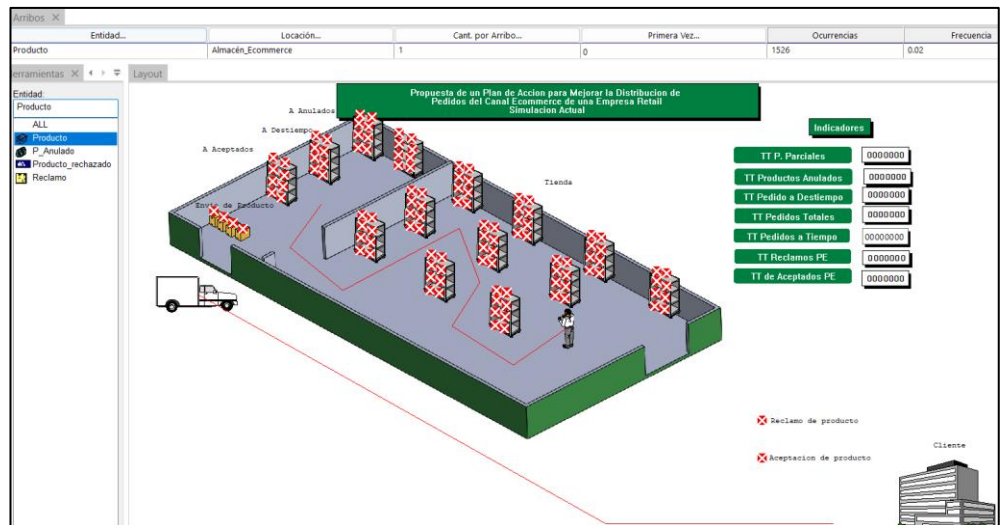 Arribos
Entidad... Locación... Cant. por Arribo... Primera Vez... Ocurrencias Frecuencia
Producto Almacén_Ecommerce 1 0 1526 0.02
erramientas Layout
Entidad:
Producto
ALL
Producto
P_Anulado
Producto_rechazado
Reclamo
Propuesta de un Plan de Accion para Mejorar la Distribucion de
Pedidos del Canal Ecommerce de una Empresa Retail
Simulacion Actual
A Anulados
A Destiempo
A Aceptados
Envio de Producto
Tienda
Indicadores
TT P. Parciales 0000000
TT Productos Anulados 0000000
TT Pedido a Destiempo 0000000
TT Pedidos Totales 0000000
TT Pedidos a Tiempo 00000000
TT Reclamos PE 0000000
TT de Aceptados PE 0000000
Reclamo de producto
Aceptacion de producto
Cliente